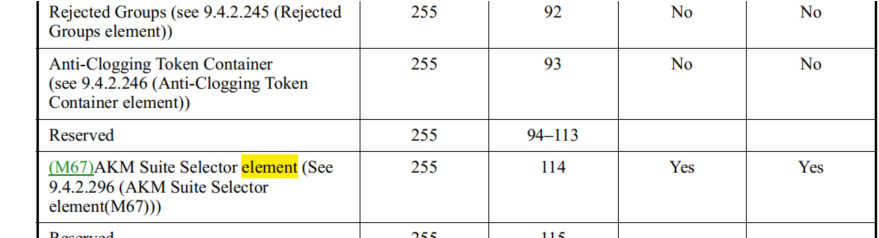 Rejected Groups (see 9.4.2.245 (Rejected 255 92 No No
Groups element))
Anti-Clogging Token Container 255 93 No No
(see 9.4.2.246 (Anti-Clogging Token
Container element))
Reserved 255 94–113
(M67)AKM Suite Selector element (See 255 114 Yes Yes
9.4.2.296 (AKM Suite Selector
element(M67)))
Reserved 255 115